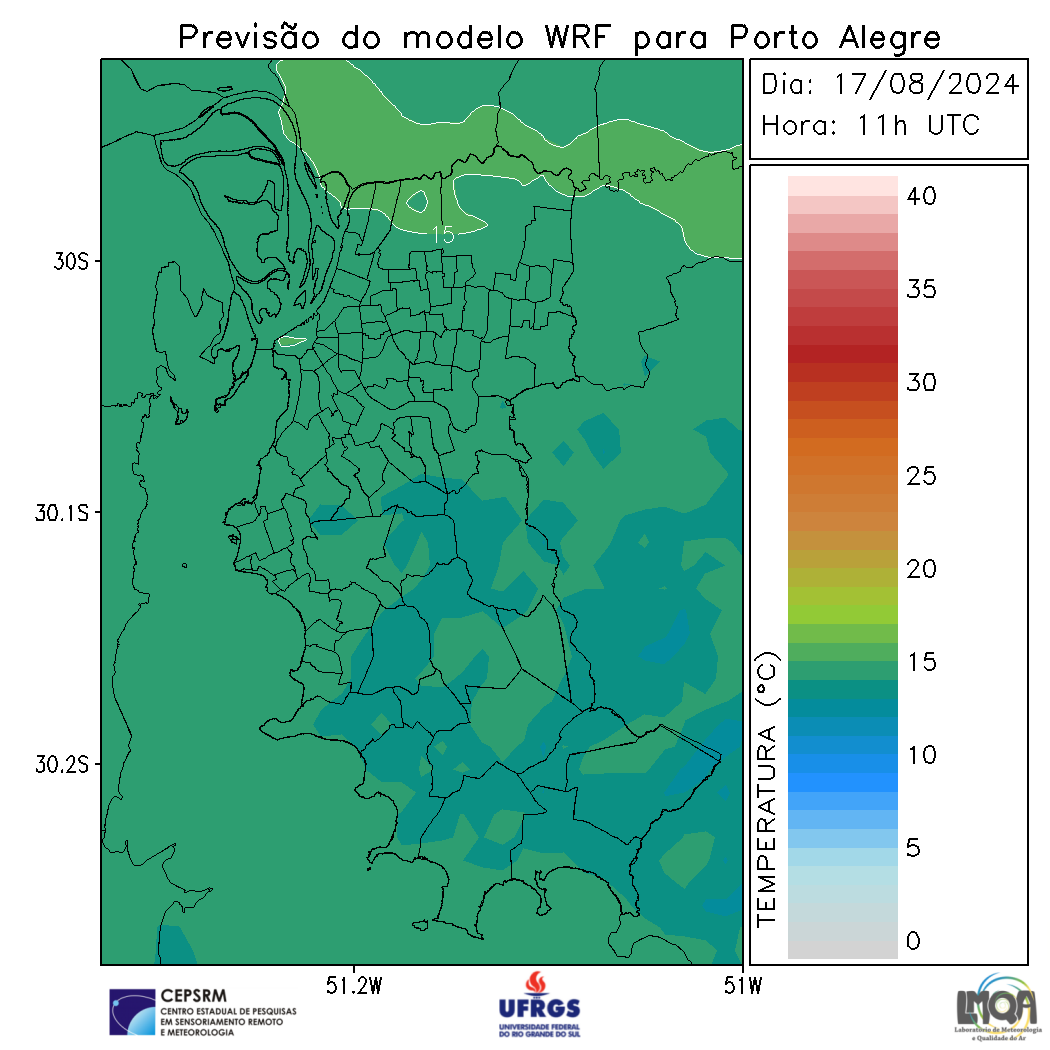 Previsão do modelo WRF para Porto Alegre
Dia: 17/08/2024
Hora: 11h UTC
40
35
30
25
20
15
10
5
0
TEMPERATURA (°C)
15
30S
30.1S
30.2S
51.2W
51W
CEPSRM
CENTRO ESTADUAL DE PESQUISAS
EM SENSORIAMENTO REMOTO
E METEOROLOGIA
UFRGS
UNIVERSIDADE FEDERAL
DO RIO GRANDE DO SUL
LMQA
Laboratório de Meteorologia
e Qualidade do Ar